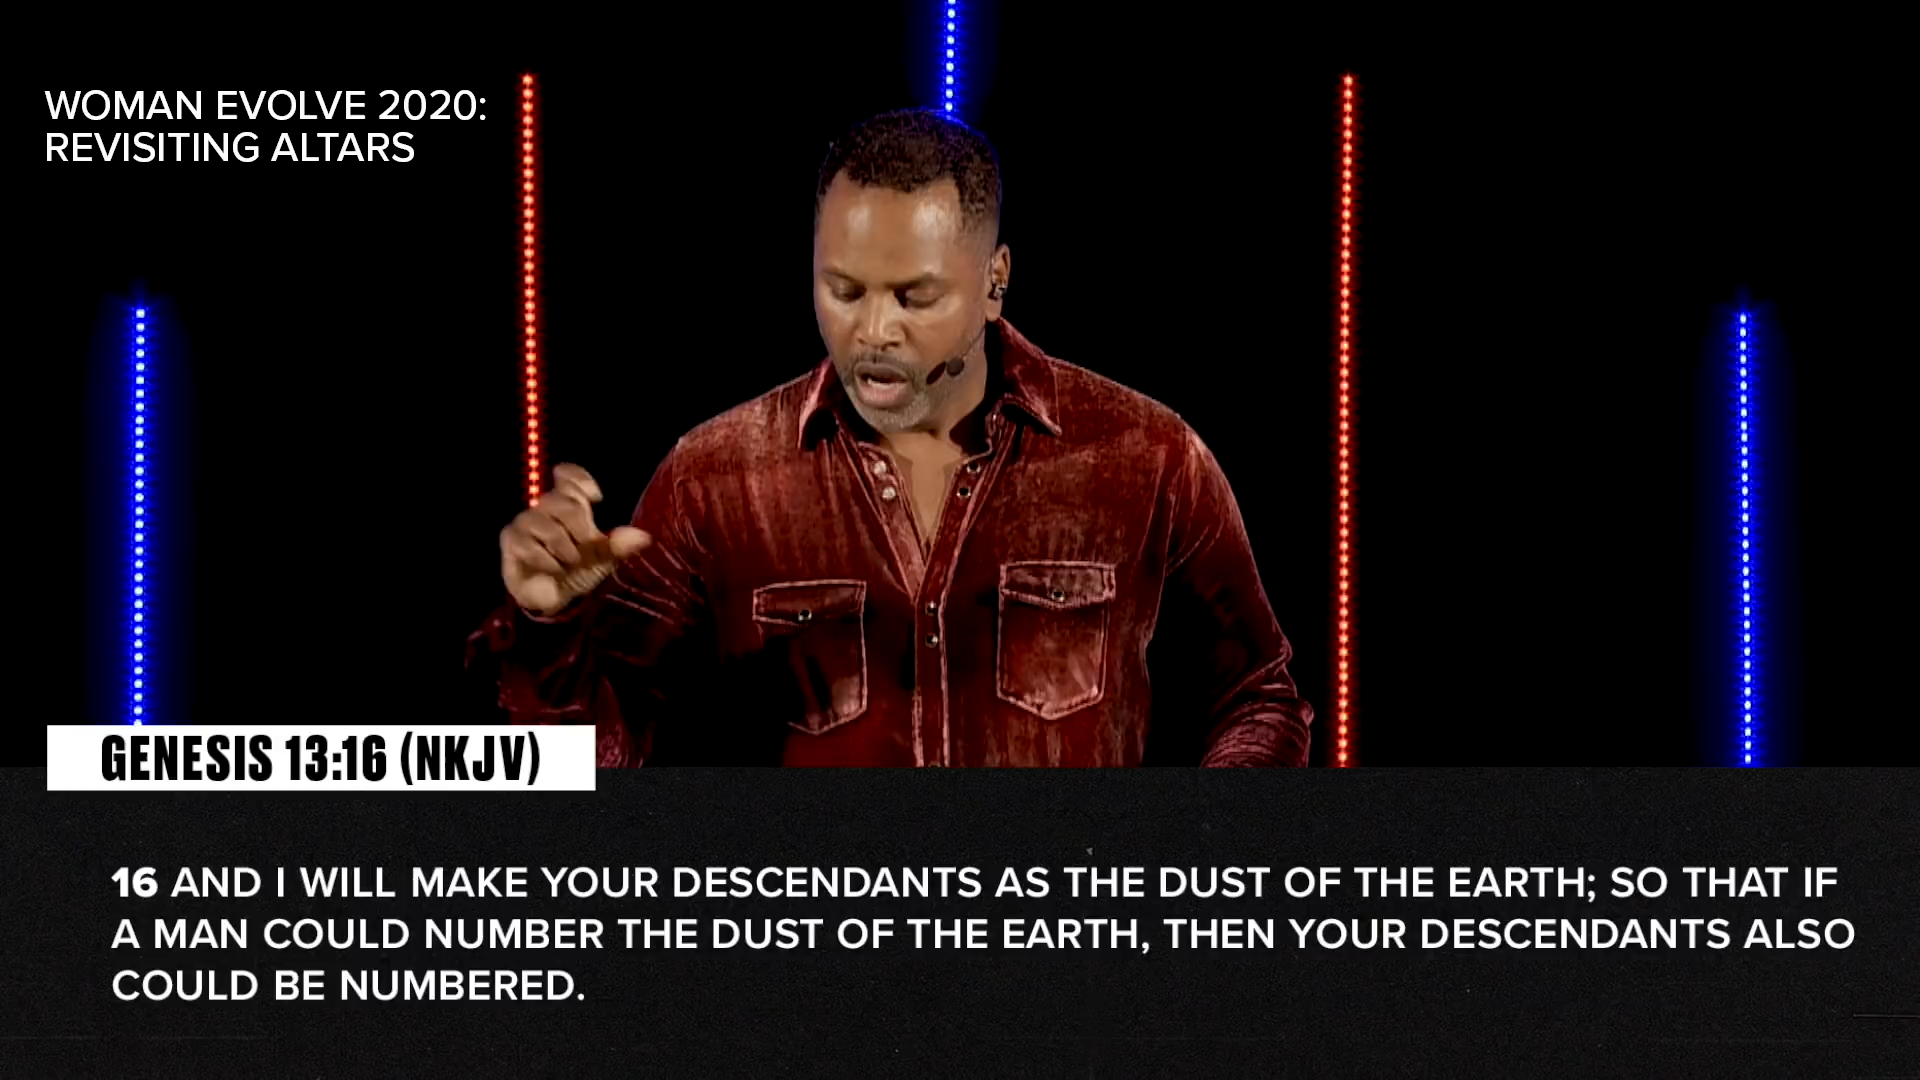 WOMAN EVOLVE 2020:
REVISITING ALTARS
GENESIS 13:16 (NKJV)
16 AND I WILL MAKE YOUR DESCENDANTS AS THE DUST OF THE EARTH; SO THAT IF
A MAN COULD NUMBER THE DUST OF THE EARTH, THEN YOUR DESCENDANTS ALSO
COULD BE NUMBERED.